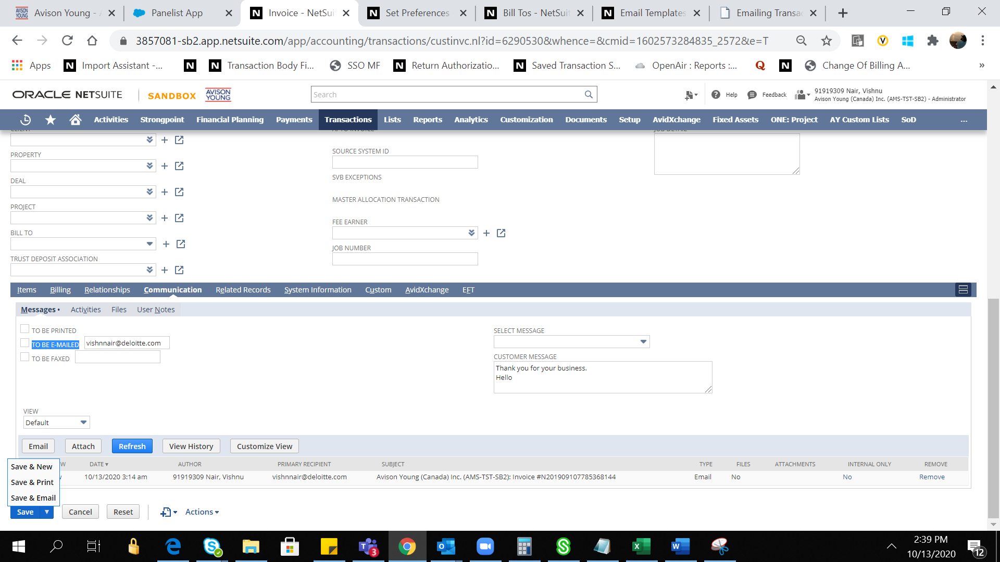 Avison Young - A
Panelist App
Invoice - NetSui
Set Preferences
Bill Tos - NetSuit
Email Templates
Emailing Transac
3857081-sb2.app.netsuite.com/app/accounting/transactions/custinvc.nl?id=6290530&whence=&cmid=1602573284835_2572&e=T
Apps
Import Assistant -...
Transaction Body Fi...
SSO MF
Return Authorizatio...
Saved Transaction S...
OpenAir : Reports :...
Change Of Billing A...
»
ORACLE NETSUITE
SANDBOX
AVISON YOUNG
Search
Help
Feedback
91919309 Nair, Vishnu
Avison Young (Canada) Inc. (AMS-TST-SB2) - Administrator
Activities Strongpoint Financial Planning Payments Transactions Lists Reports Analytics Customization Documents Setup AvidXchange Fixed Assets ONE: Project AY Custom Lists SoD ...
CLIENT
JOB DETAIL
PROPERTY
SOURCE SYSTEM ID
SVB EXCEPTIONS
DEAL
MASTER ALLOCATION TRANSACTION
PROJECT
FEE EARNER
BILL TO
JOB NUMBER
TRUST DEPOSIT ASSOCIATION
Items Billing Relationships Communication Related Records System Information Custom AvidXchange EFT
Messages • Activities Files User Notes
TO BE PRINTED
TO BE E-MAILED vishnnair@deloitte.com
TO BE FAXED
SELECT MESSAGE
CUSTOMER MESSAGE
Thank you for your business.
Hello
VIEW
Default
Email Attach Refresh View History Customize View
W DATE AUTHOR PRIMARY RECIPIENT SUBJECT TYPE FILES ATTACHMENTS INTERNAL ONLY REMOVE
10/13/2020 3:14 am 91919309 Nair, Vishnu vishnnair@deloitte.com Avison Young (Canada) Inc. (AMS-TST-SB2): Invoice #N201909107785368144 Email No No Remove
Save & New
Save & Print
Save & Email
Save Cancel Reset Actions
3
2:39 PM
10/13/2020
12